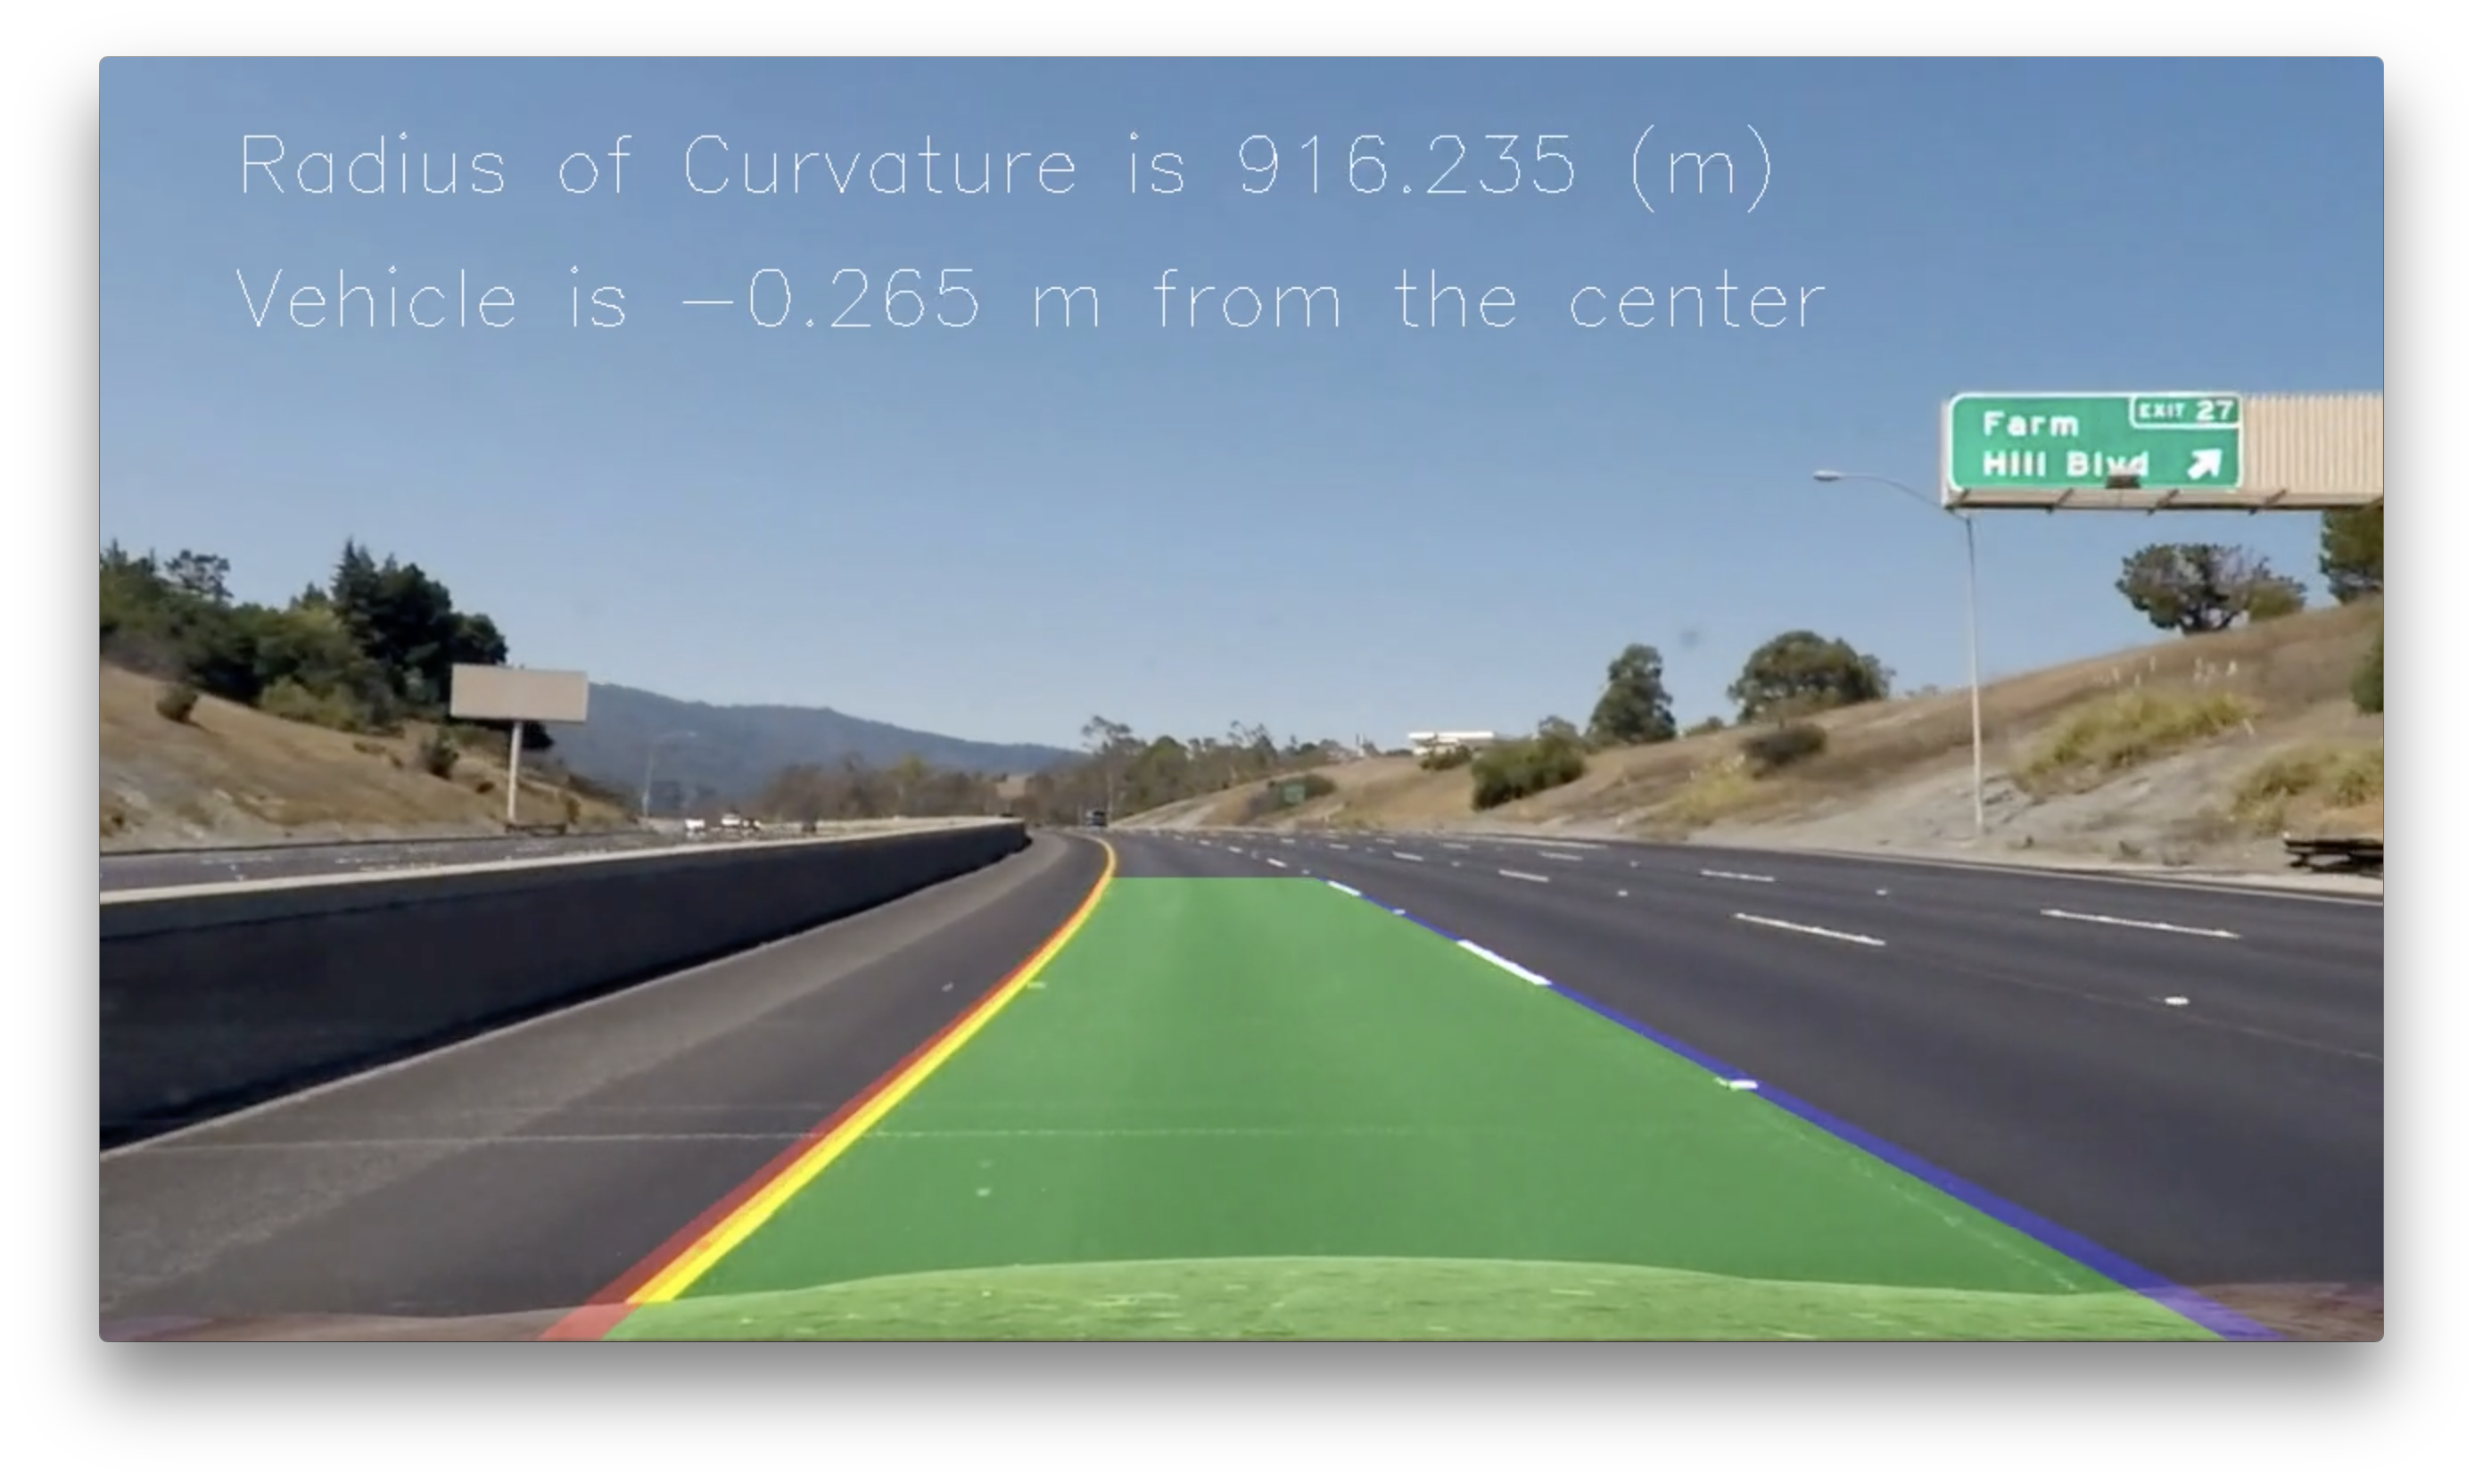 Radius of Curvature is 916.235 (m)
Vehicle is -0.265 m from the center
EXIT 27
Farm
Hill Blvd